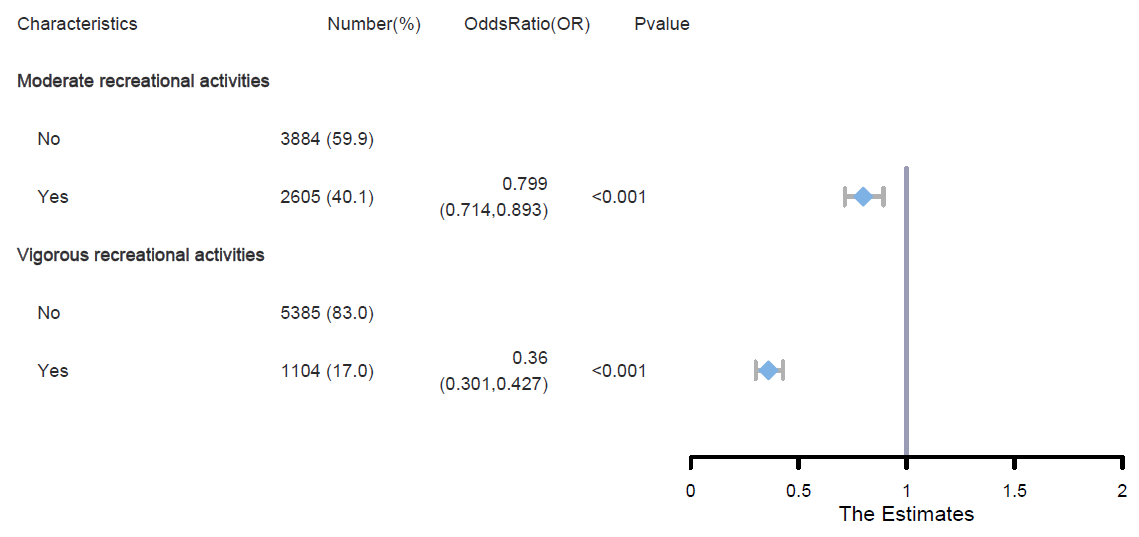 Characteristics Number(%) OddsRatio(OR) Pvalue
Moderate recreational activities
No 3884 (59.9)
Yes 2605 (40.1) 0.799 (0.714,0.893) <0.001
Vigorous recreational activities
No 5385 (83.0)
Yes 1104 (17.0) 0.36 (0.301,0.427) <0.001
0 0.5 1 1.5 2
The Estimates